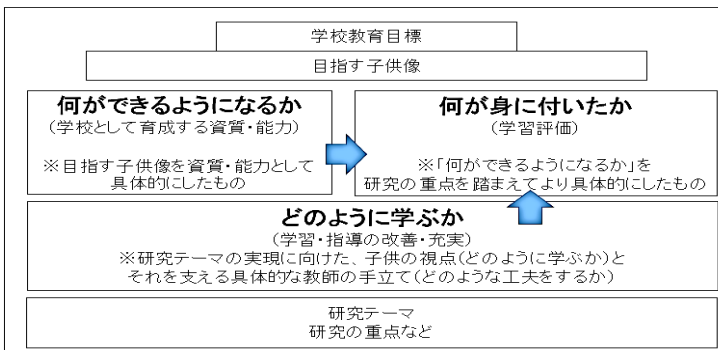 学校教育目標
目指す子供像
何ができるようになるか
(学校として育成する資質・能力)
※目指す子供像を資質・能力として
具体的にしたもの
何が身に付いたか
(学習評価)
※「何ができるようになるか」を
研究の重点を踏まえてより具体的にしたもの
どのように学ぶか
(学習・指導の改善・充実)
※研究テーマの実現に向けた、子供の視点(どのように学ぶか)と
それを支える具体的な教師の手立て(どのような工夫をするか)
研究テーマ
研究の重点など